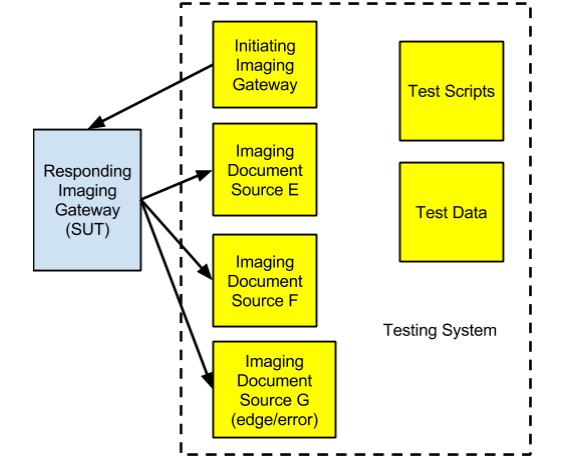 Initiating
Imaging
Gateway
Test Scripts
Responding
Imaging
Gateway
(SUT)
Imaging
Document
Source E
Test Data
Imaging
Document
Source F
Testing System
Imaging
Document
Source G
(edge/error)